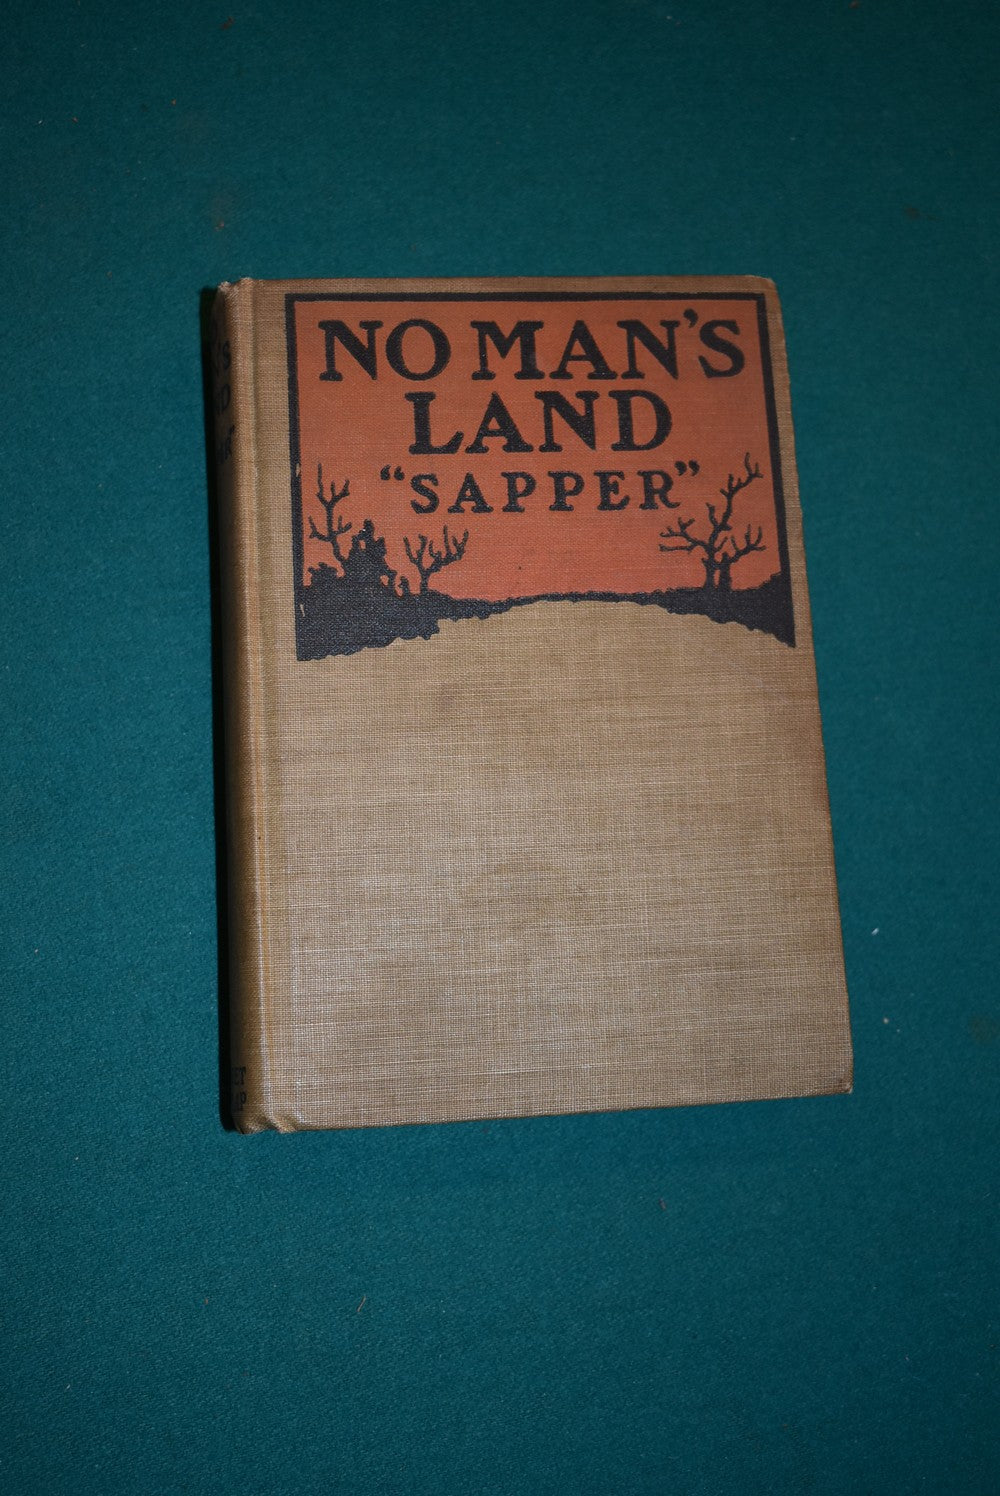 NO MAN'S
LAND
"SAPPER"